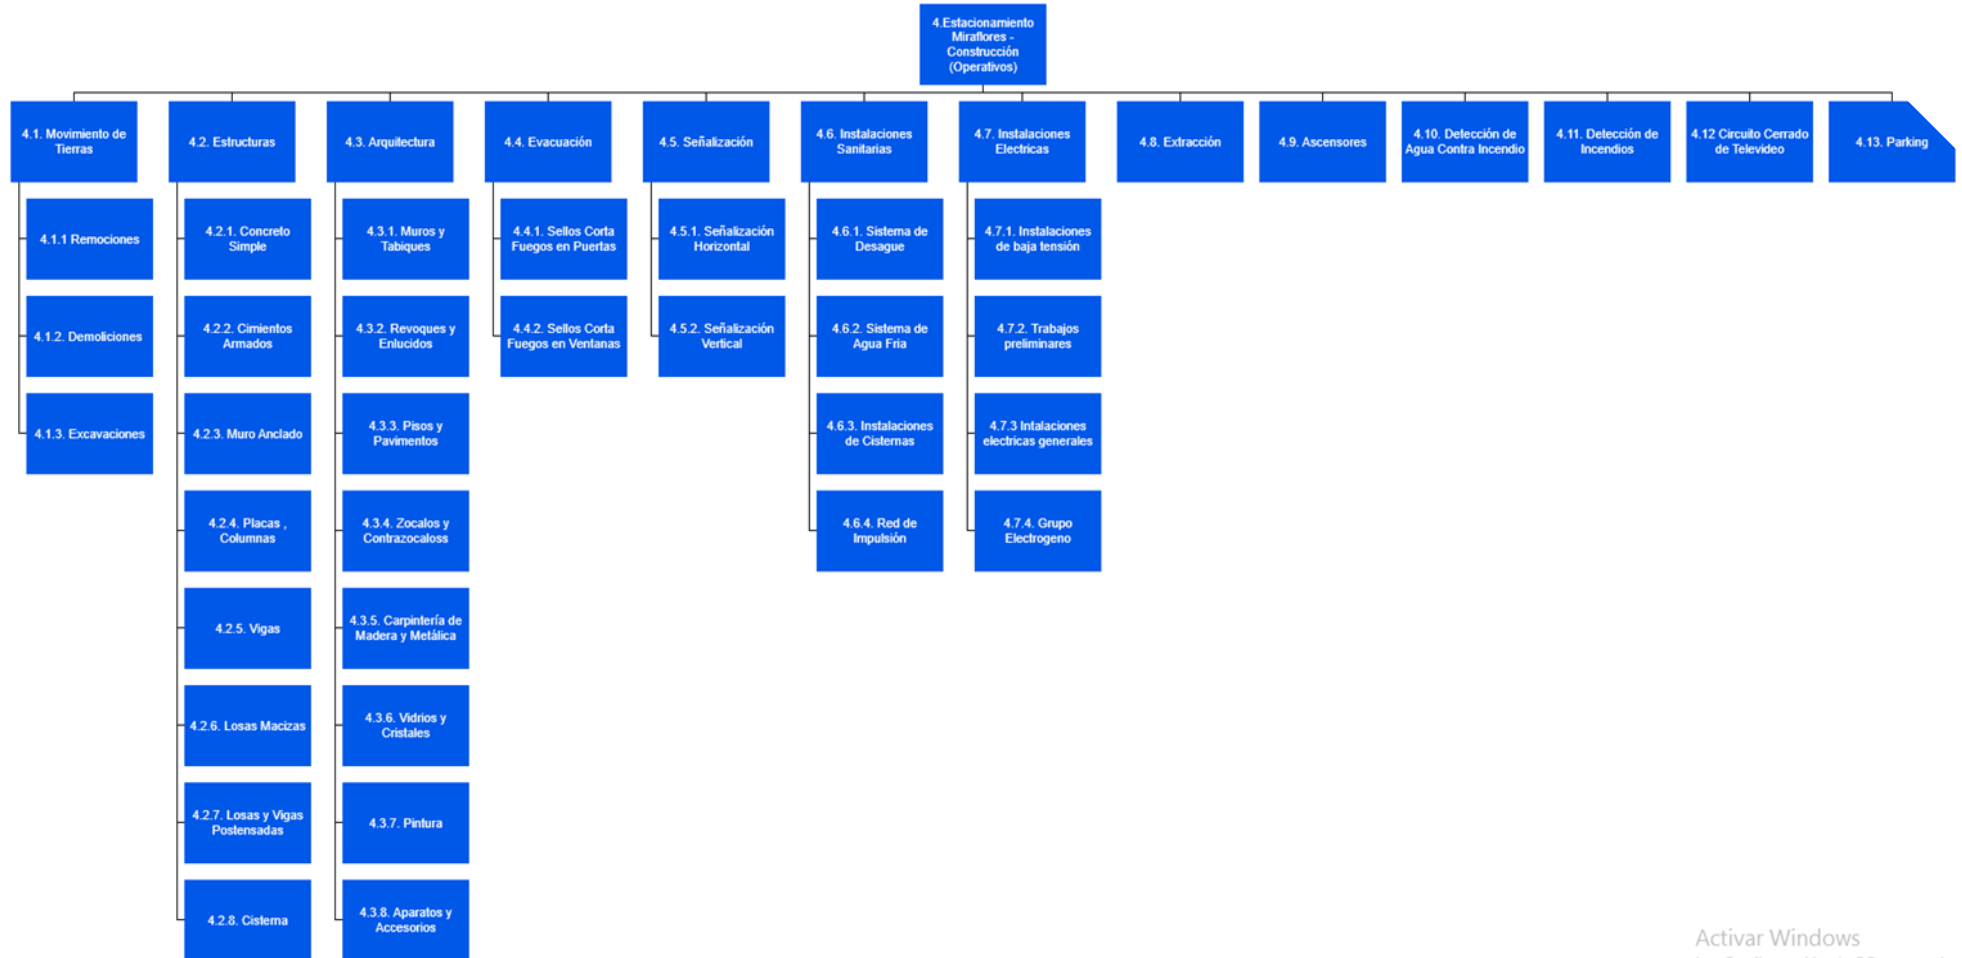 4.Estacionamiento
Miraflores -
Construcción
(Operativos)
4.1. Movimiento de
Tierras
4.2. Estructuras
4.3. Arquitectura
4.4. Evacuación
4.5. Señalización
4.6. Instalaciones
Sanitarias
4.7. Instalaciones
Electricas
4.8. Extracción
4.9. Ascensores
4.10. Detección de
Agua Contra Incendio
4.11. Detección de
Incendios
4.12 Circuito Cerrado
de Televideo
4.13. Parking
4.1.1 Remociones
4.1.2. Demoliciones
4.1.3. Excavaciones
4.2.1. Concreto
Simple
4.2.2. Cimientos
Armados
4.2.3. Muro Anclado
4.2.4. Placas ,
Columnas
4.2.5. Vigas
4.2.6. Losas Macizas
4.2.7. Losas y Vigas
Postensadas
4.2.8. Cisterna
4.3.1. Muros y
Tabiques
4.3.2. Revoques y
Enlucidos
4.3.3. Pisos y
Pavimentos
4.3.4. Zocalos y
Contrazocaloss
4.3.5. Carpintería de
Madera y Metálica
4.3.6. Vidrios y
Cristales
4.3.7. Pintura
4.3.8. Aparatos y
Accesorios
4.4.1. Sellos Corta
Fuegos en Puertas
4.4.2. Sellos Corta
Fuegos en Ventanas
4.5.1. Señalización
Horizontal
4.5.2. Señalización
Vertical
4.6.1. Sistema de
Desague
4.6.2. Sistema de
Agua Fria
4.6.3. Instalaciones
de Cisternas
4.6.4. Red de
Impulsión
4.7.1. Instalaciones
de baja tensión
4.7.2. Trabajos
preliminares
4.7.3 Intalaciones
electricas generales
4.7.4. Grupo
Electrogeno
Activar Windows